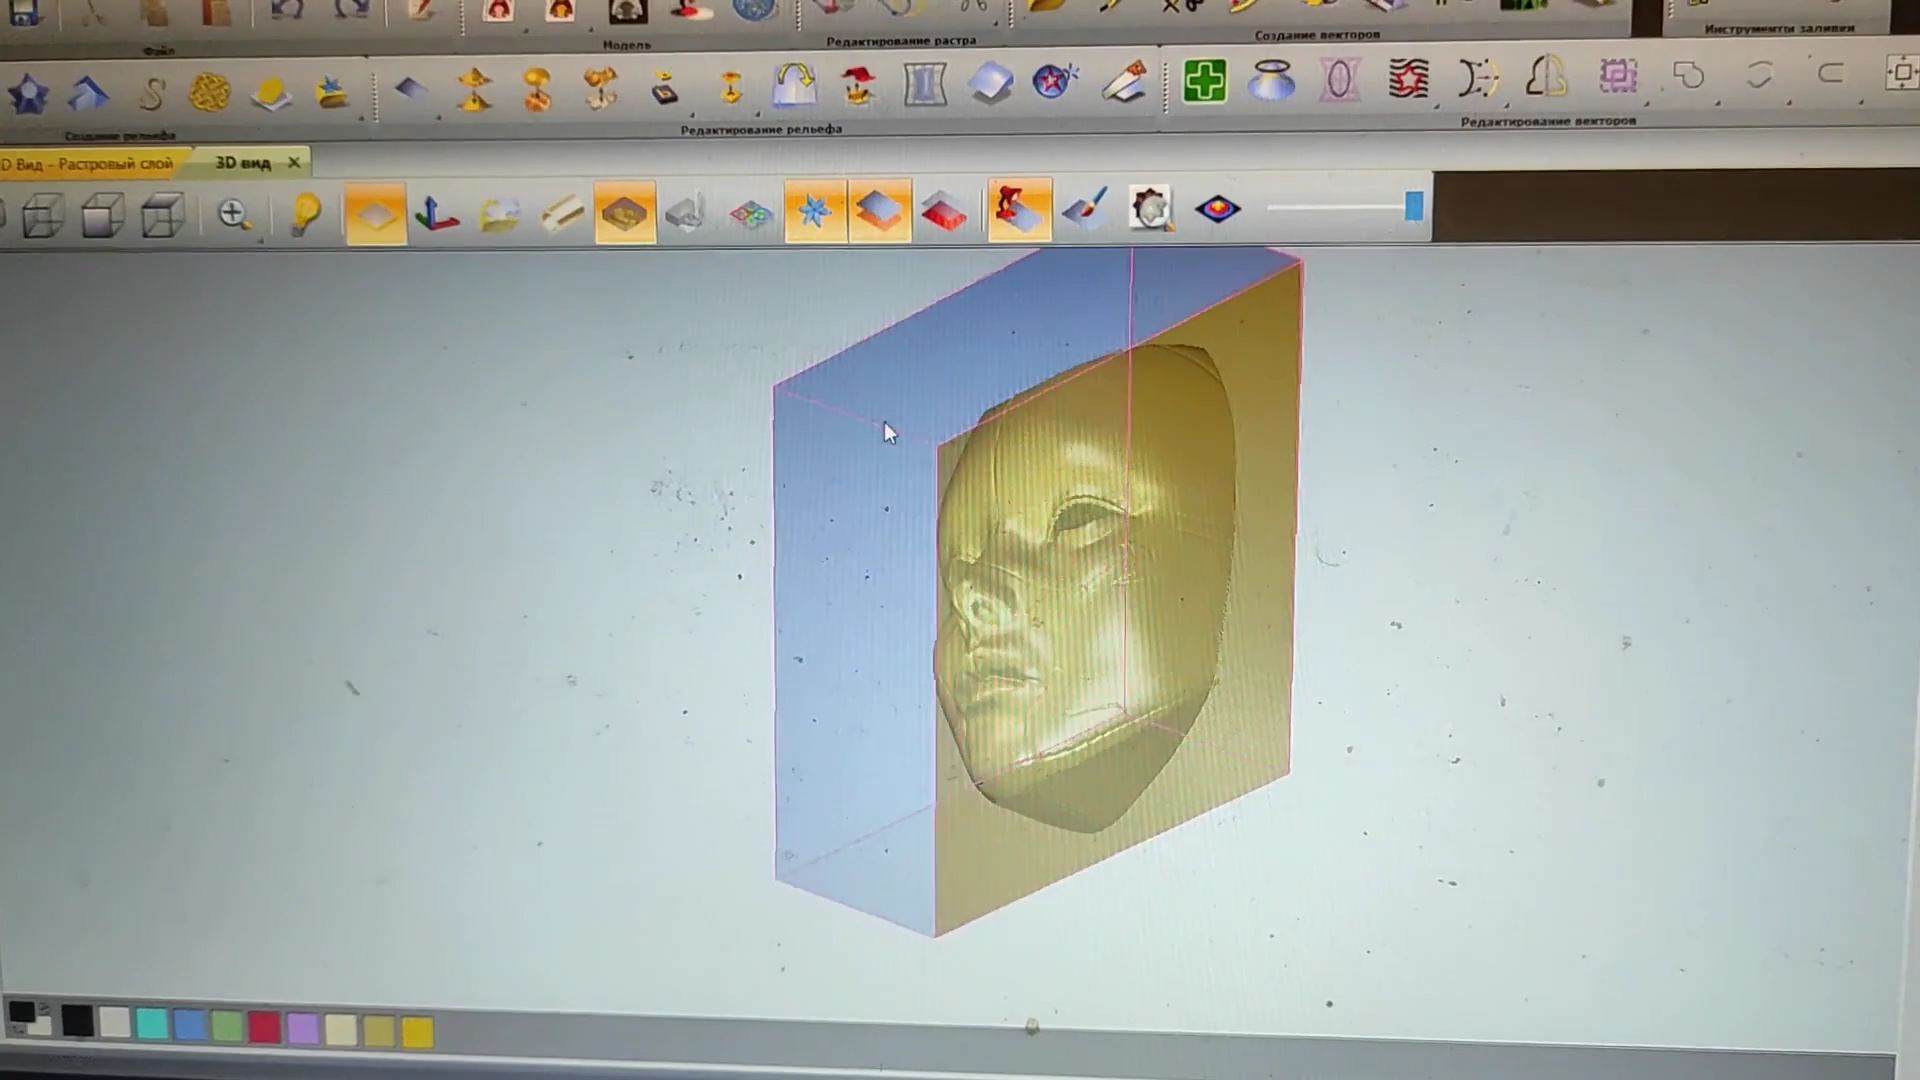 Файл
Модель
Редактирование растра
Создание векторов
Инструменты заливки
Создание рельефа
Редактирование рельефа
Редактирование векторов
D Вид - Растровый слой
3D вид